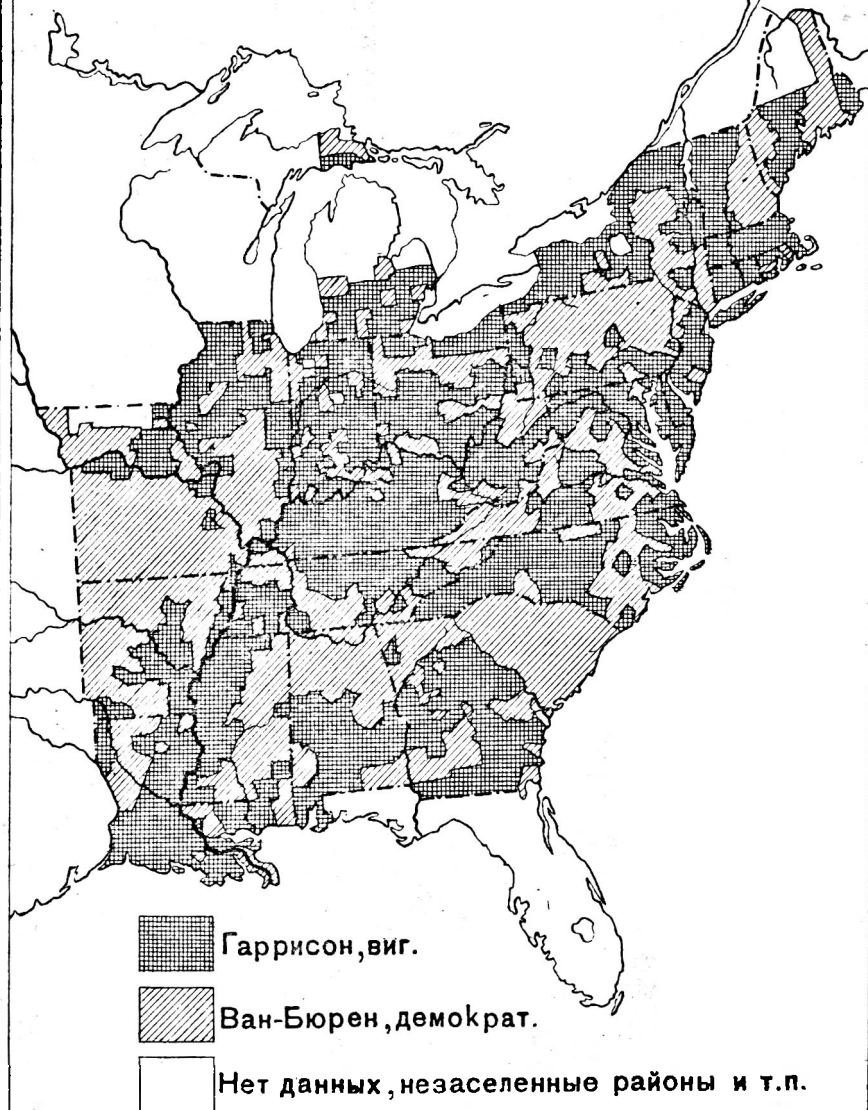 Гаррисон,виг.
Ван-Бюрен,демократ.
Нет данных,незаселенные районы и т.п.